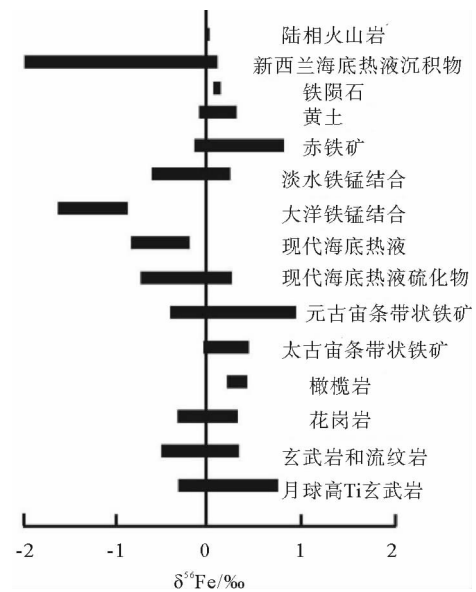 陆相火山岩
新西兰海底热液沉积物
铁陨石
黄土
赤铁矿
淡水铁锰结合
大洋铁锰结合
现代海底热液
现代海底热液硫化物
元古宙条带状铁矿
太古宙条带状铁矿
橄榄岩
花岗岩
玄武岩和流纹岩
月球高Ti玄武岩
-2 -1 0 1 2
δ⁵⁶Fe/‰